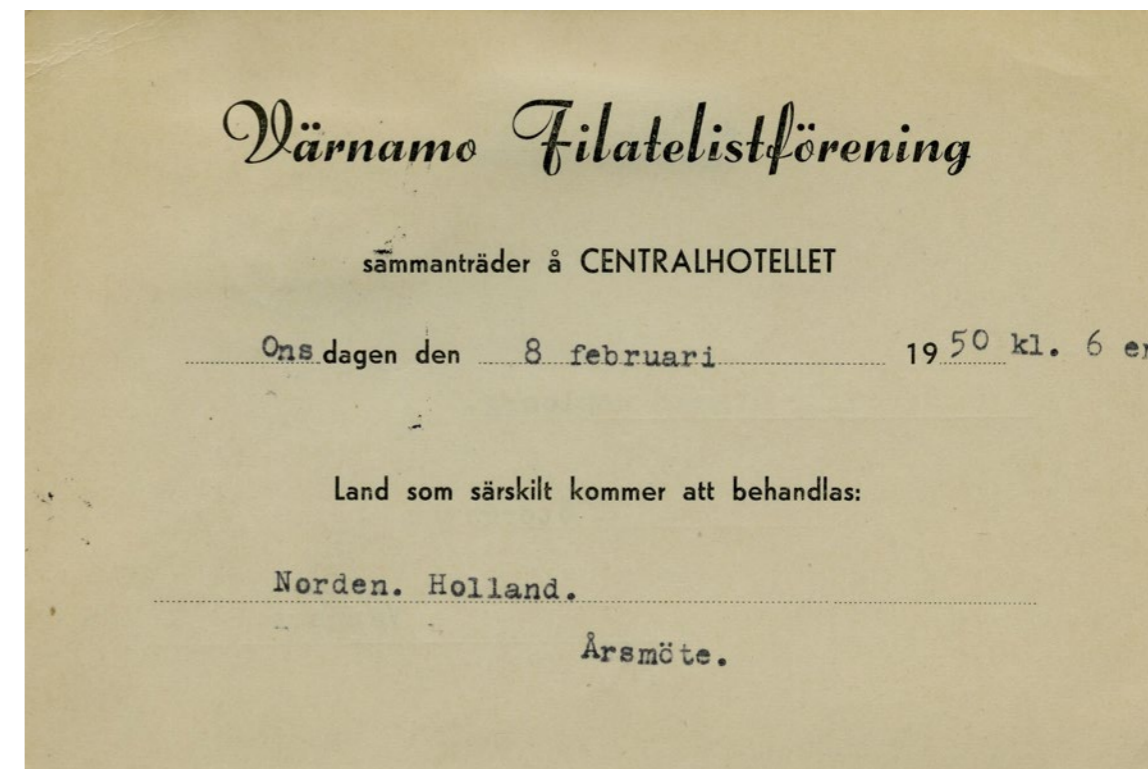 Värnamo Filatelistförening
sammanträder å CENTRALHOTELLET
Onsdagen den 8 februari 1950 kl. 6 e
Land som särskilt kommer att behandlas:
Norden. Holland.
Årsmöte.